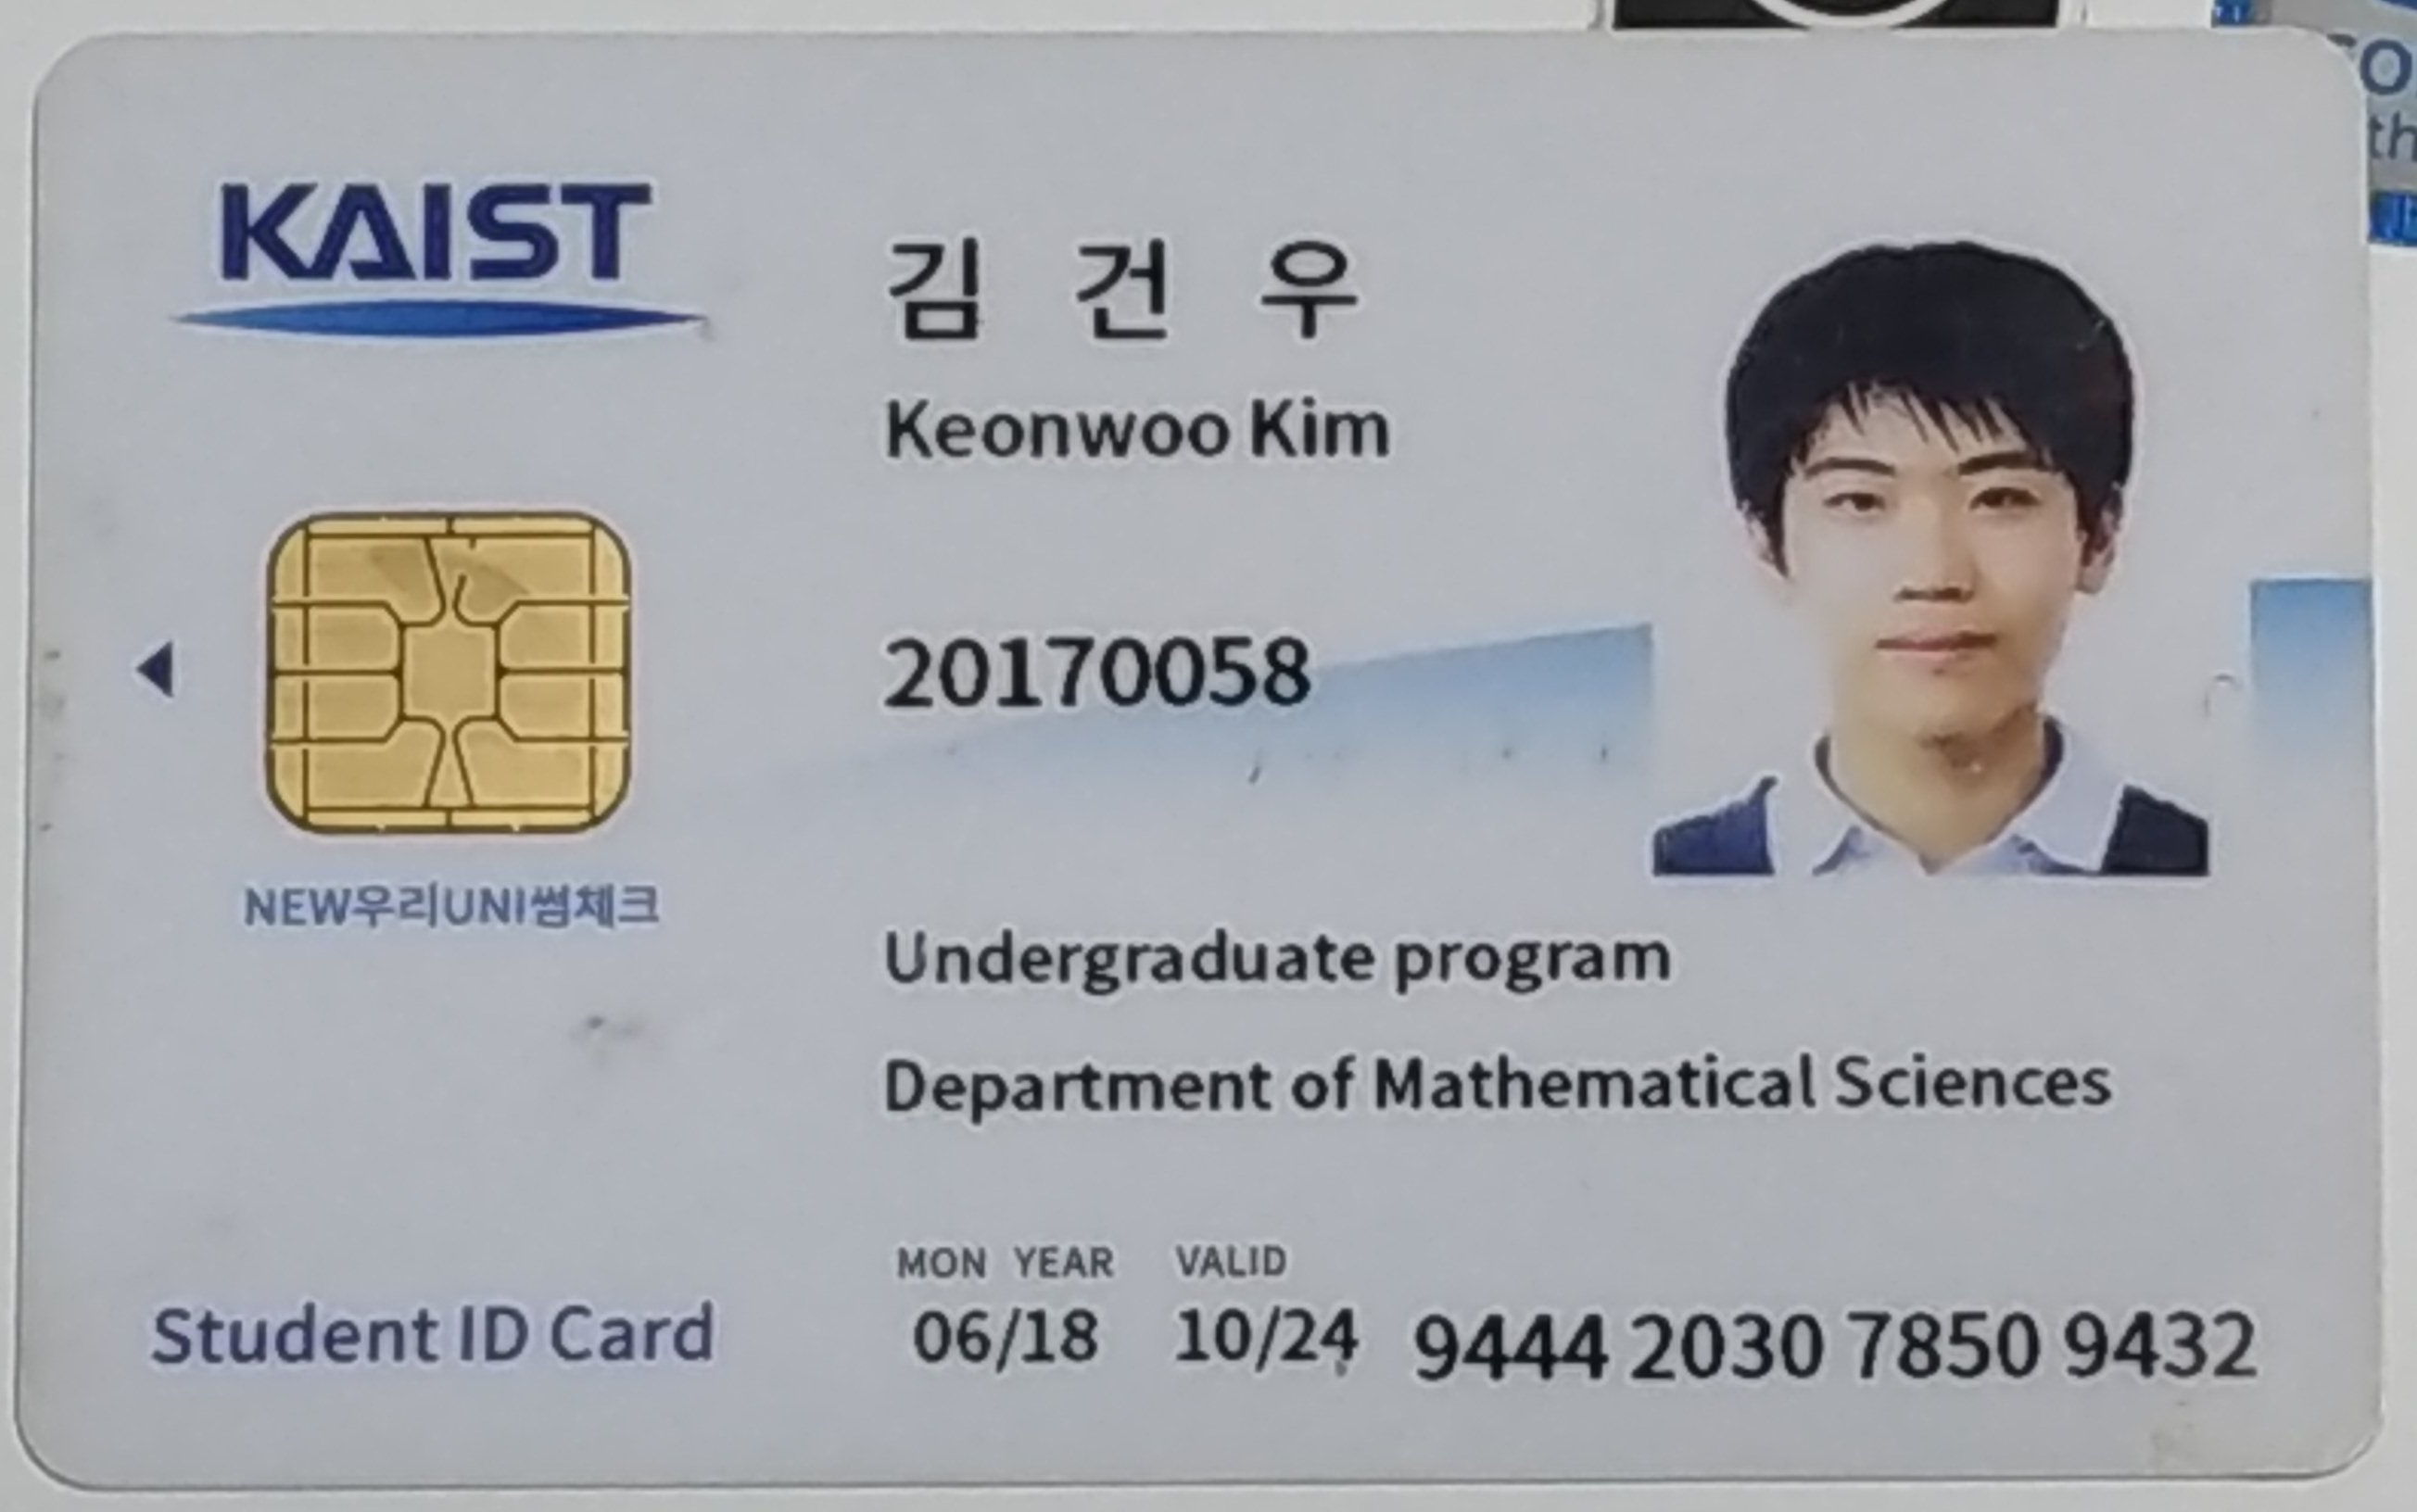 KAIST
김 건 우
Keonwoo Kim
20170058
NEW우리UNI썸체크
Undergraduate program
Department of Mathematical Sciences
MON YEAR VALID
06/18 10/24 9444 2030 7850 9432
Student ID Card